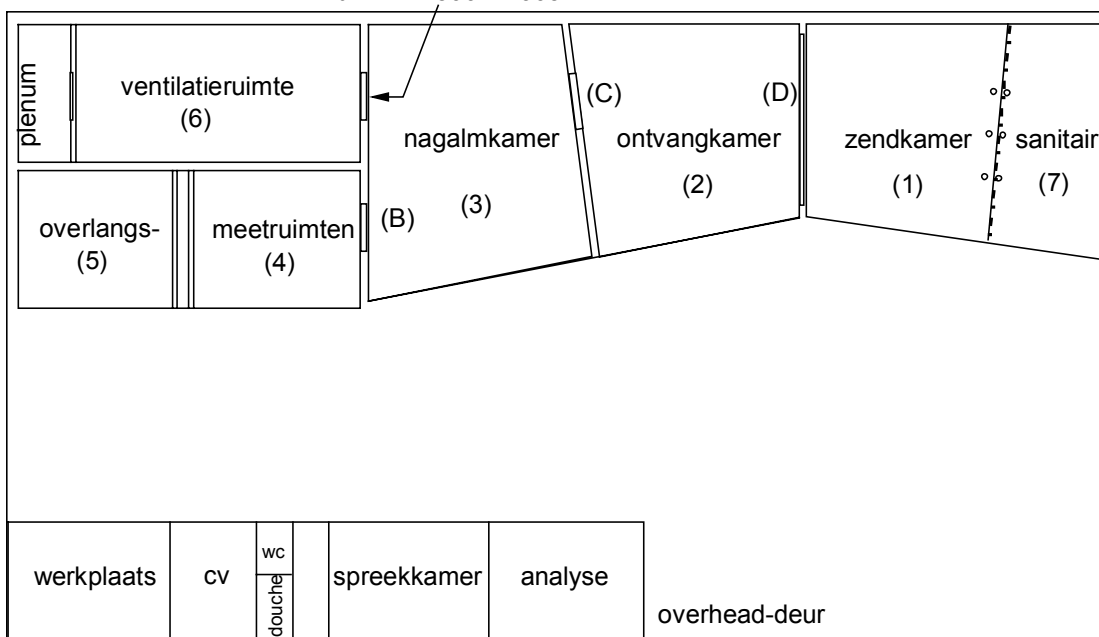 plenum
ventilatieruimte
(6)
nagalmkamer
(3)
(C)
ontvangkamer
(2)
(D)
zendkamer
(1)
sanitair
(7)
overlangs-
(5)
meetruimten
(4)
(B)
werkplaats
cv
wc
douche
spreekkamer
analyse
overhead-deur